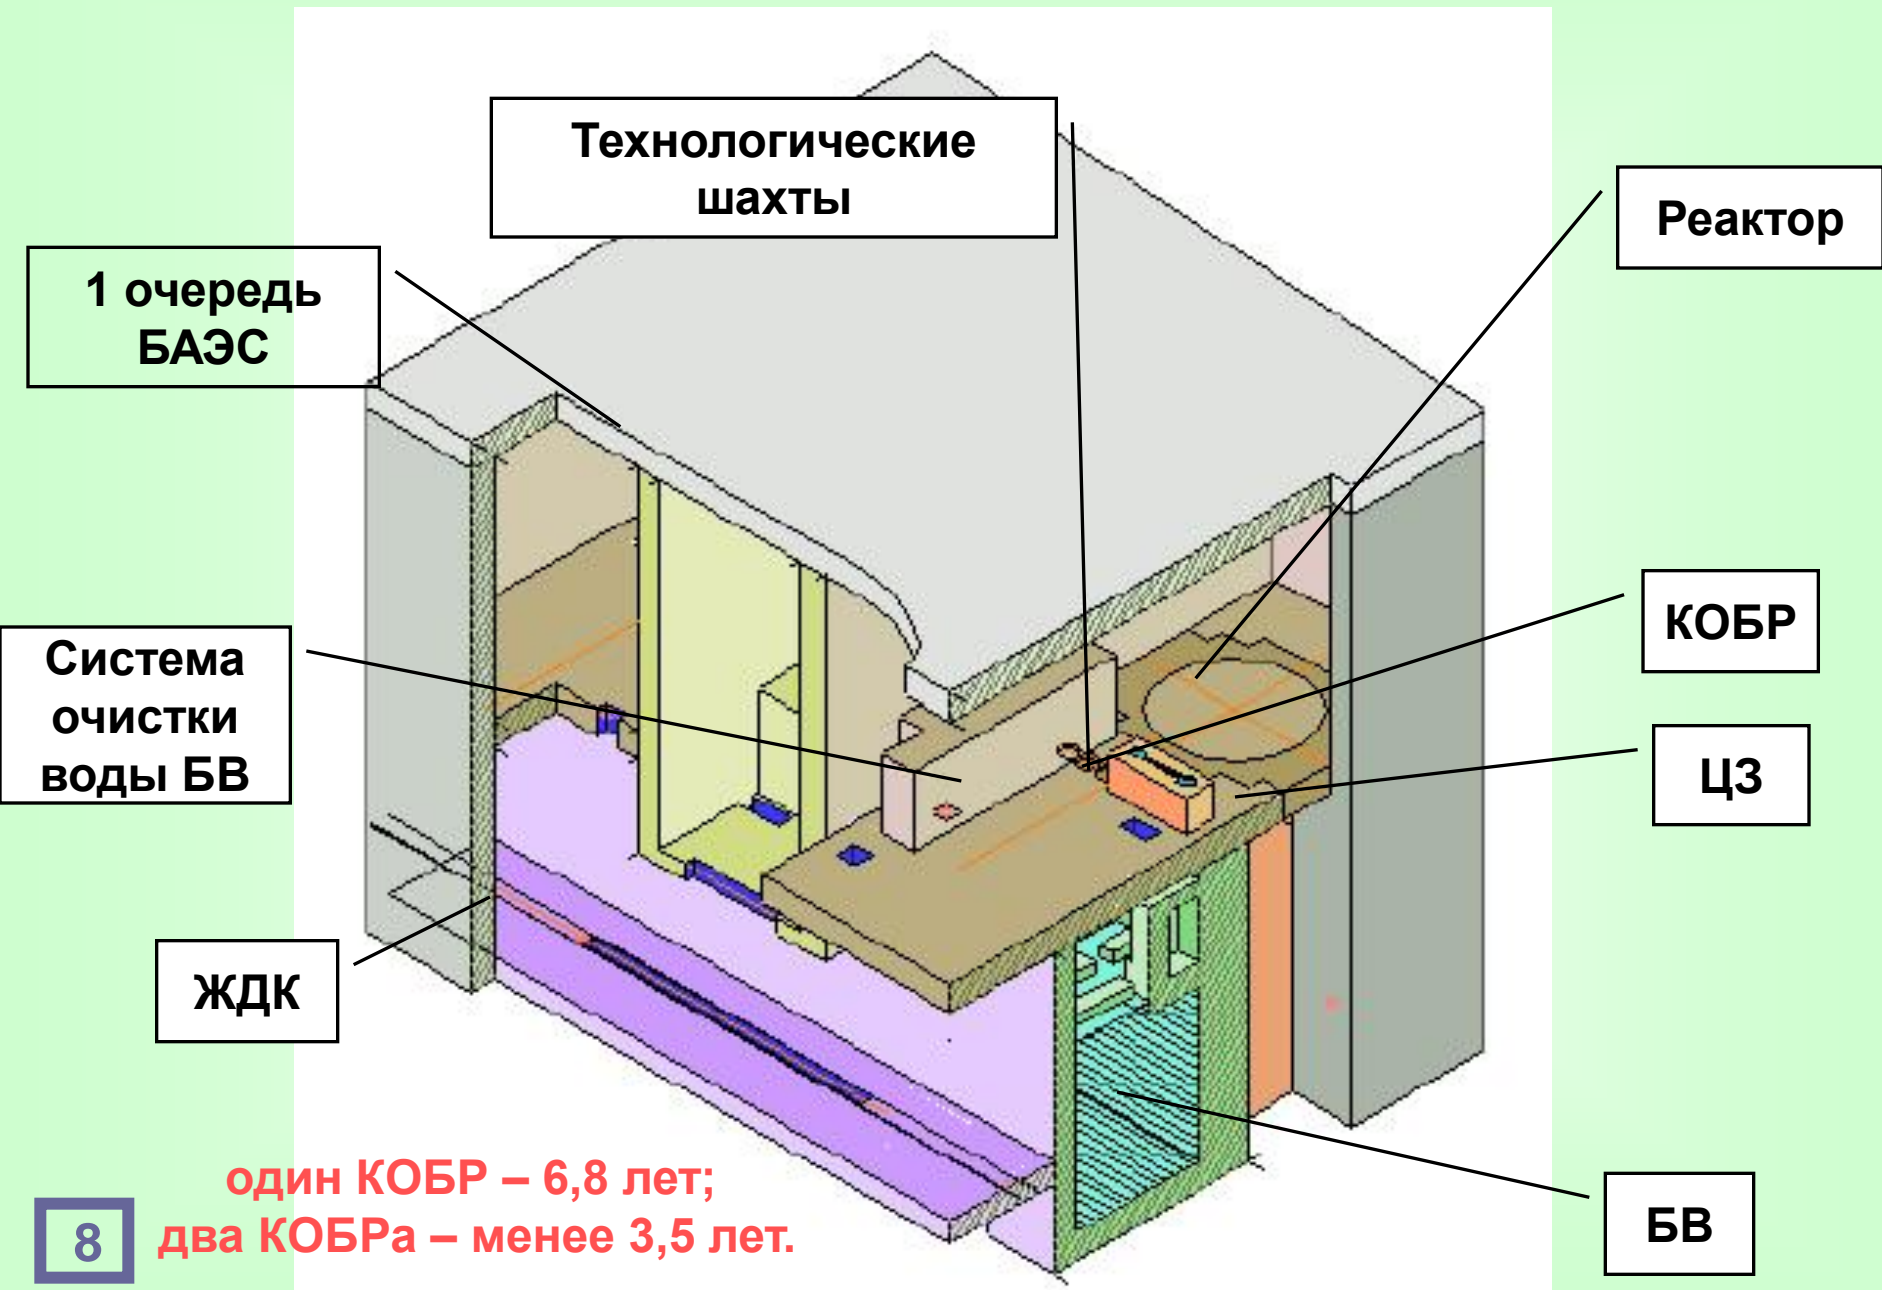 Технологические
шахты
Реактор
1 очередь
БАЭС
КОБР
Система
очистки
воды БВ
ЦЗ
ЖДК
один КОБР – 6,8 лет;
два КОБРа – менее 3,5 лет.
БВ
8